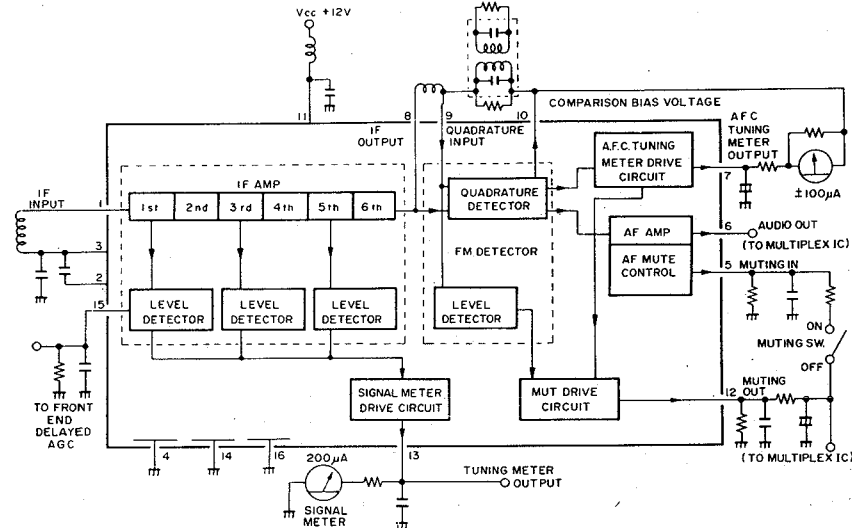 Vcc +12V
11
8
9
10
COMPARISON BIAS VOLTAGE
IF
OUTPUT
QUADRATURE
INPUT
AFC
TUNING
METER
OUTPUT
7
±100μA
IF
INPUT
1
3
2
15
IF AMP
1st 2nd 3rd 4th 5th 6th
QUADRATURE
DETECTOR
FM DETECTOR
A.F.C. TUNING
METER DRIVE
CIRCUIT
AF AMP
AF MUTE
CONTROL
6
AUDIO OUT
(TO MULTIPLEX IC)
5
MUTING IN
LEVEL
DETECTOR
LEVEL
DETECTOR
LEVEL
DETECTOR
LEVEL
DETECTOR
ON
MUTING SW.
OFF
SIGNAL METER
DRIVE CIRCUIT
MUT DRIVE
CIRCUIT
12
MUTING
OUT
(TO MULTIPLEX IC)
TO FRONT
END
DELAYED
AGC
4
14
16
13
200μA
SIGNAL
METER
TUNING METER
OUTPUT